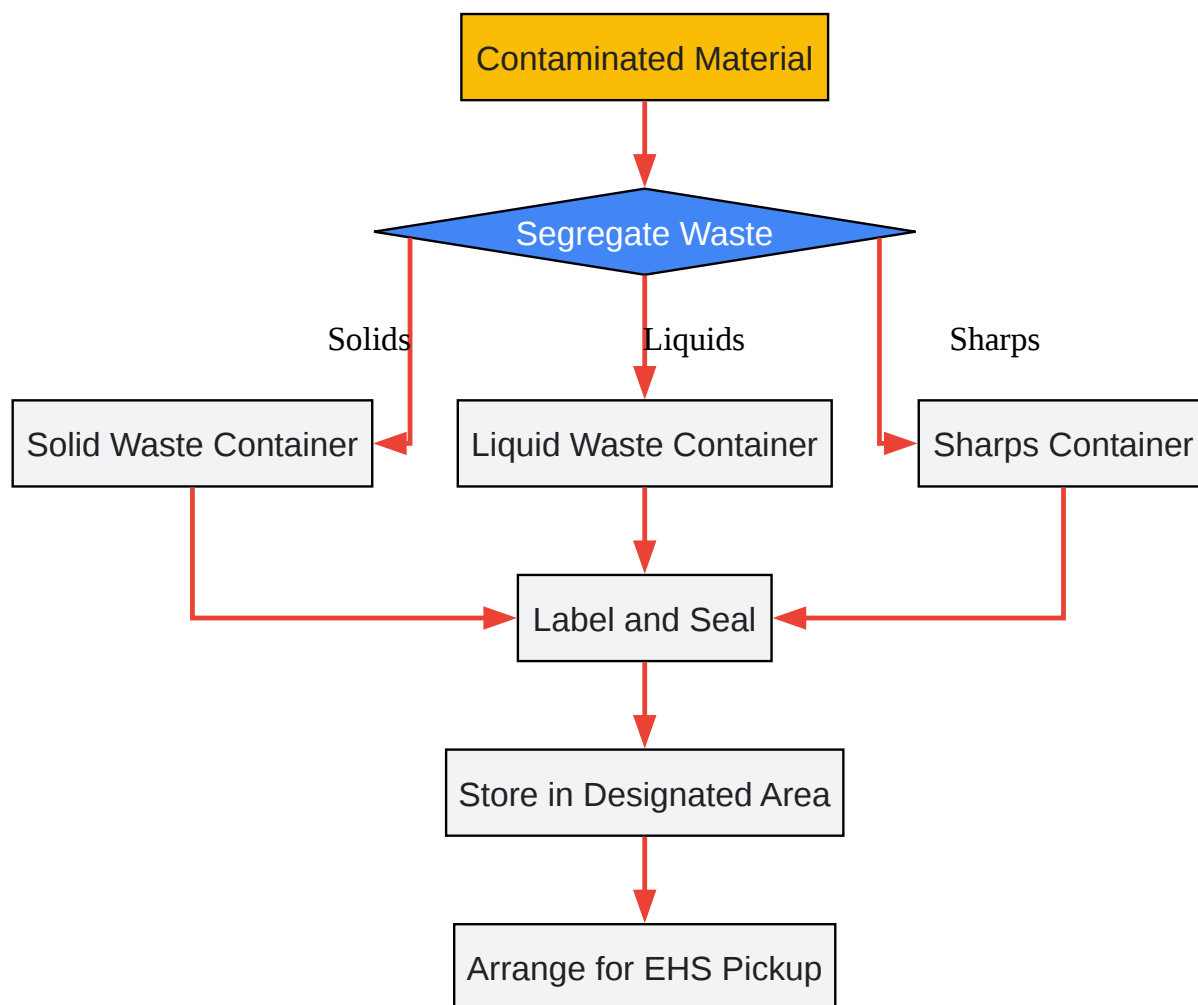 Contaminated Material
Segregate Waste
Solids
Liquids
Sharps
Solid Waste Container
Liquid Waste Container
Sharps Container
Label and Seal
Store in Designated Area
Arrange for EHS Pickup